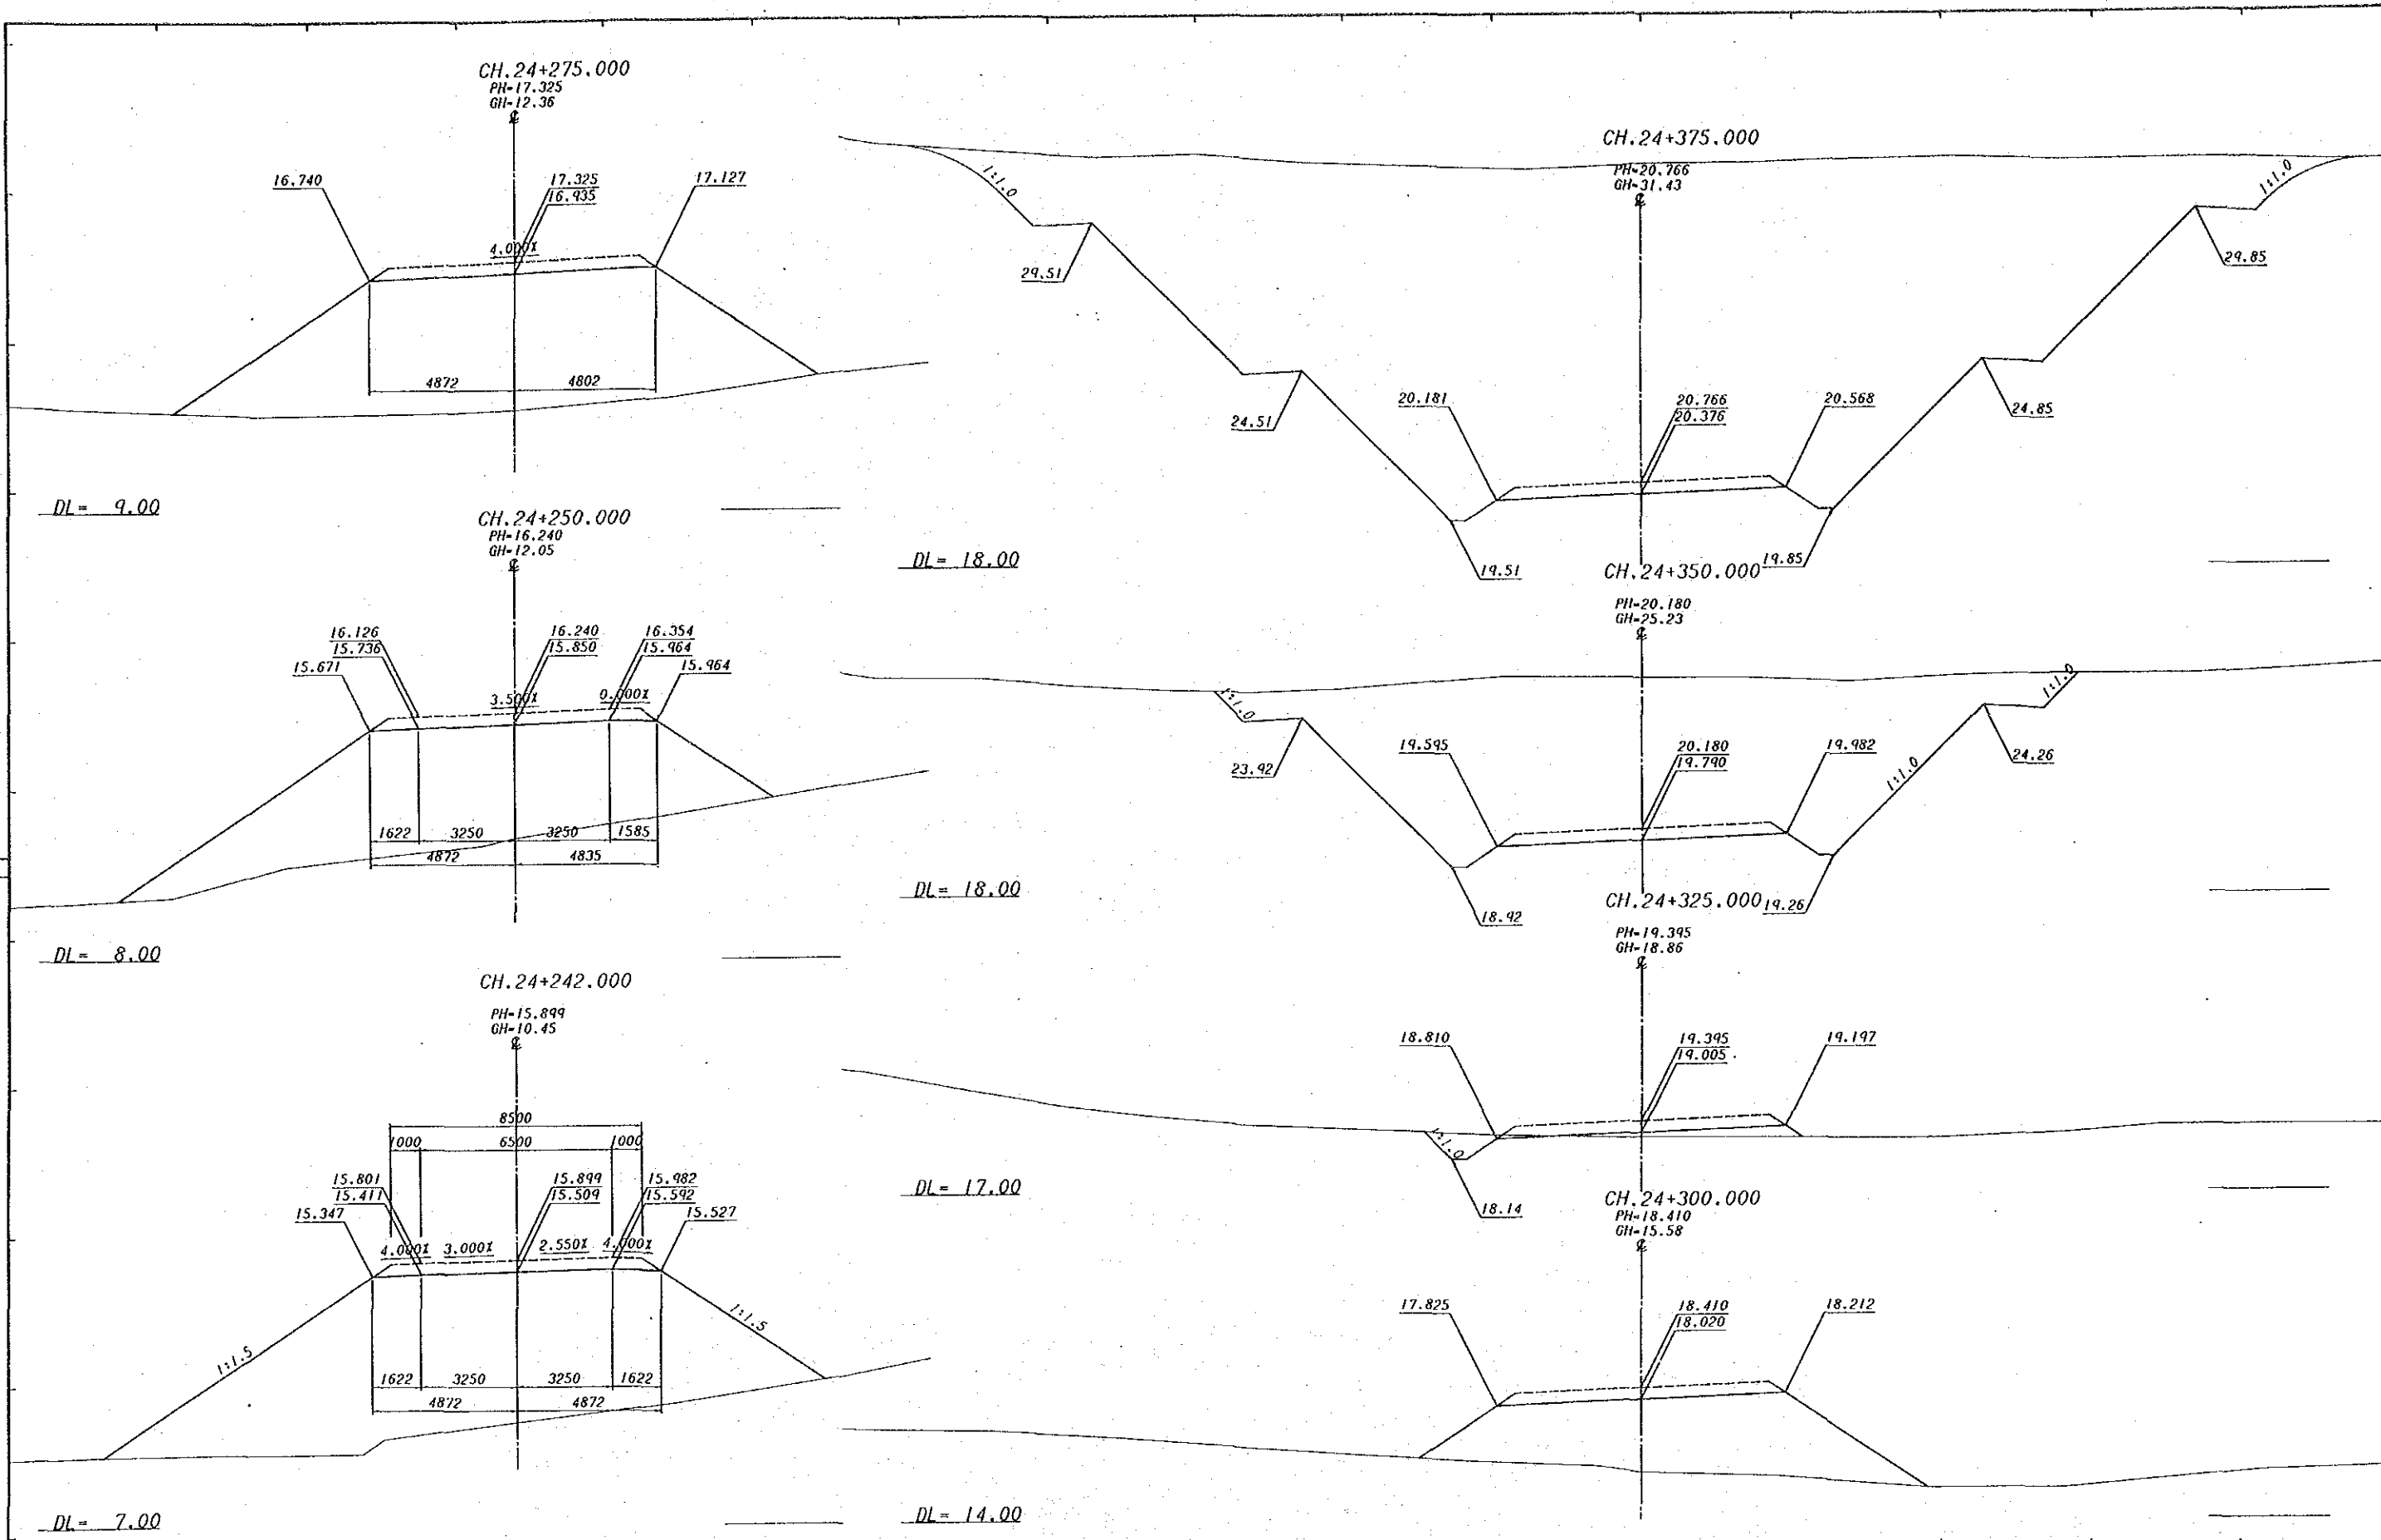 CH.24+275.000
PH=17.325
GH=12.36
16.740
17.325
16.935
17.127
4.000%
4872
4802
DL= 9.00
CH.24+250.000
PH=16.240
GH=12.05
16.126
15.736
15.671
16.240
15.850
16.354
15.964
15.964
3.500%
0.000%
1622
3250
3250
1585
4872
4835
DL= 8.00
CH.24+242.000
PH=15.899
GH=10.45
8500
1000
6500
1000
15.801
15.411
15.347
15.899
15.509
15.982
15.592
15.527
4.000%
3.000%
2.550%
4.000%
1:1.5
1:1.5
1622
3250
3250
1622
4872
4872
DL= 7.00
CH.24+375.000
PH=20.766
GH=31.43
1:1.0
1:1.0
29.51
29.85
24.51
24.85
20.181
20.766
20.376
20.568
19.51
19.85
DL= 18.00
CH.24+350.000
PH=20.180
GH=25.23
1:1.0
1:1.0
23.92
24.26
19.595
20.180
19.790
19.982
1:1.0
18.92
19.26
DL= 18.00
CH.24+325.000
PH=19.395
GH=18.86
18.810
19.395
19.005
19.197
1:1.0
18.14
DL= 17.00
CH.24+300.000
PH=18.410
GH=15.58
17.825
18.410
18.020
18.212
DL= 14.00